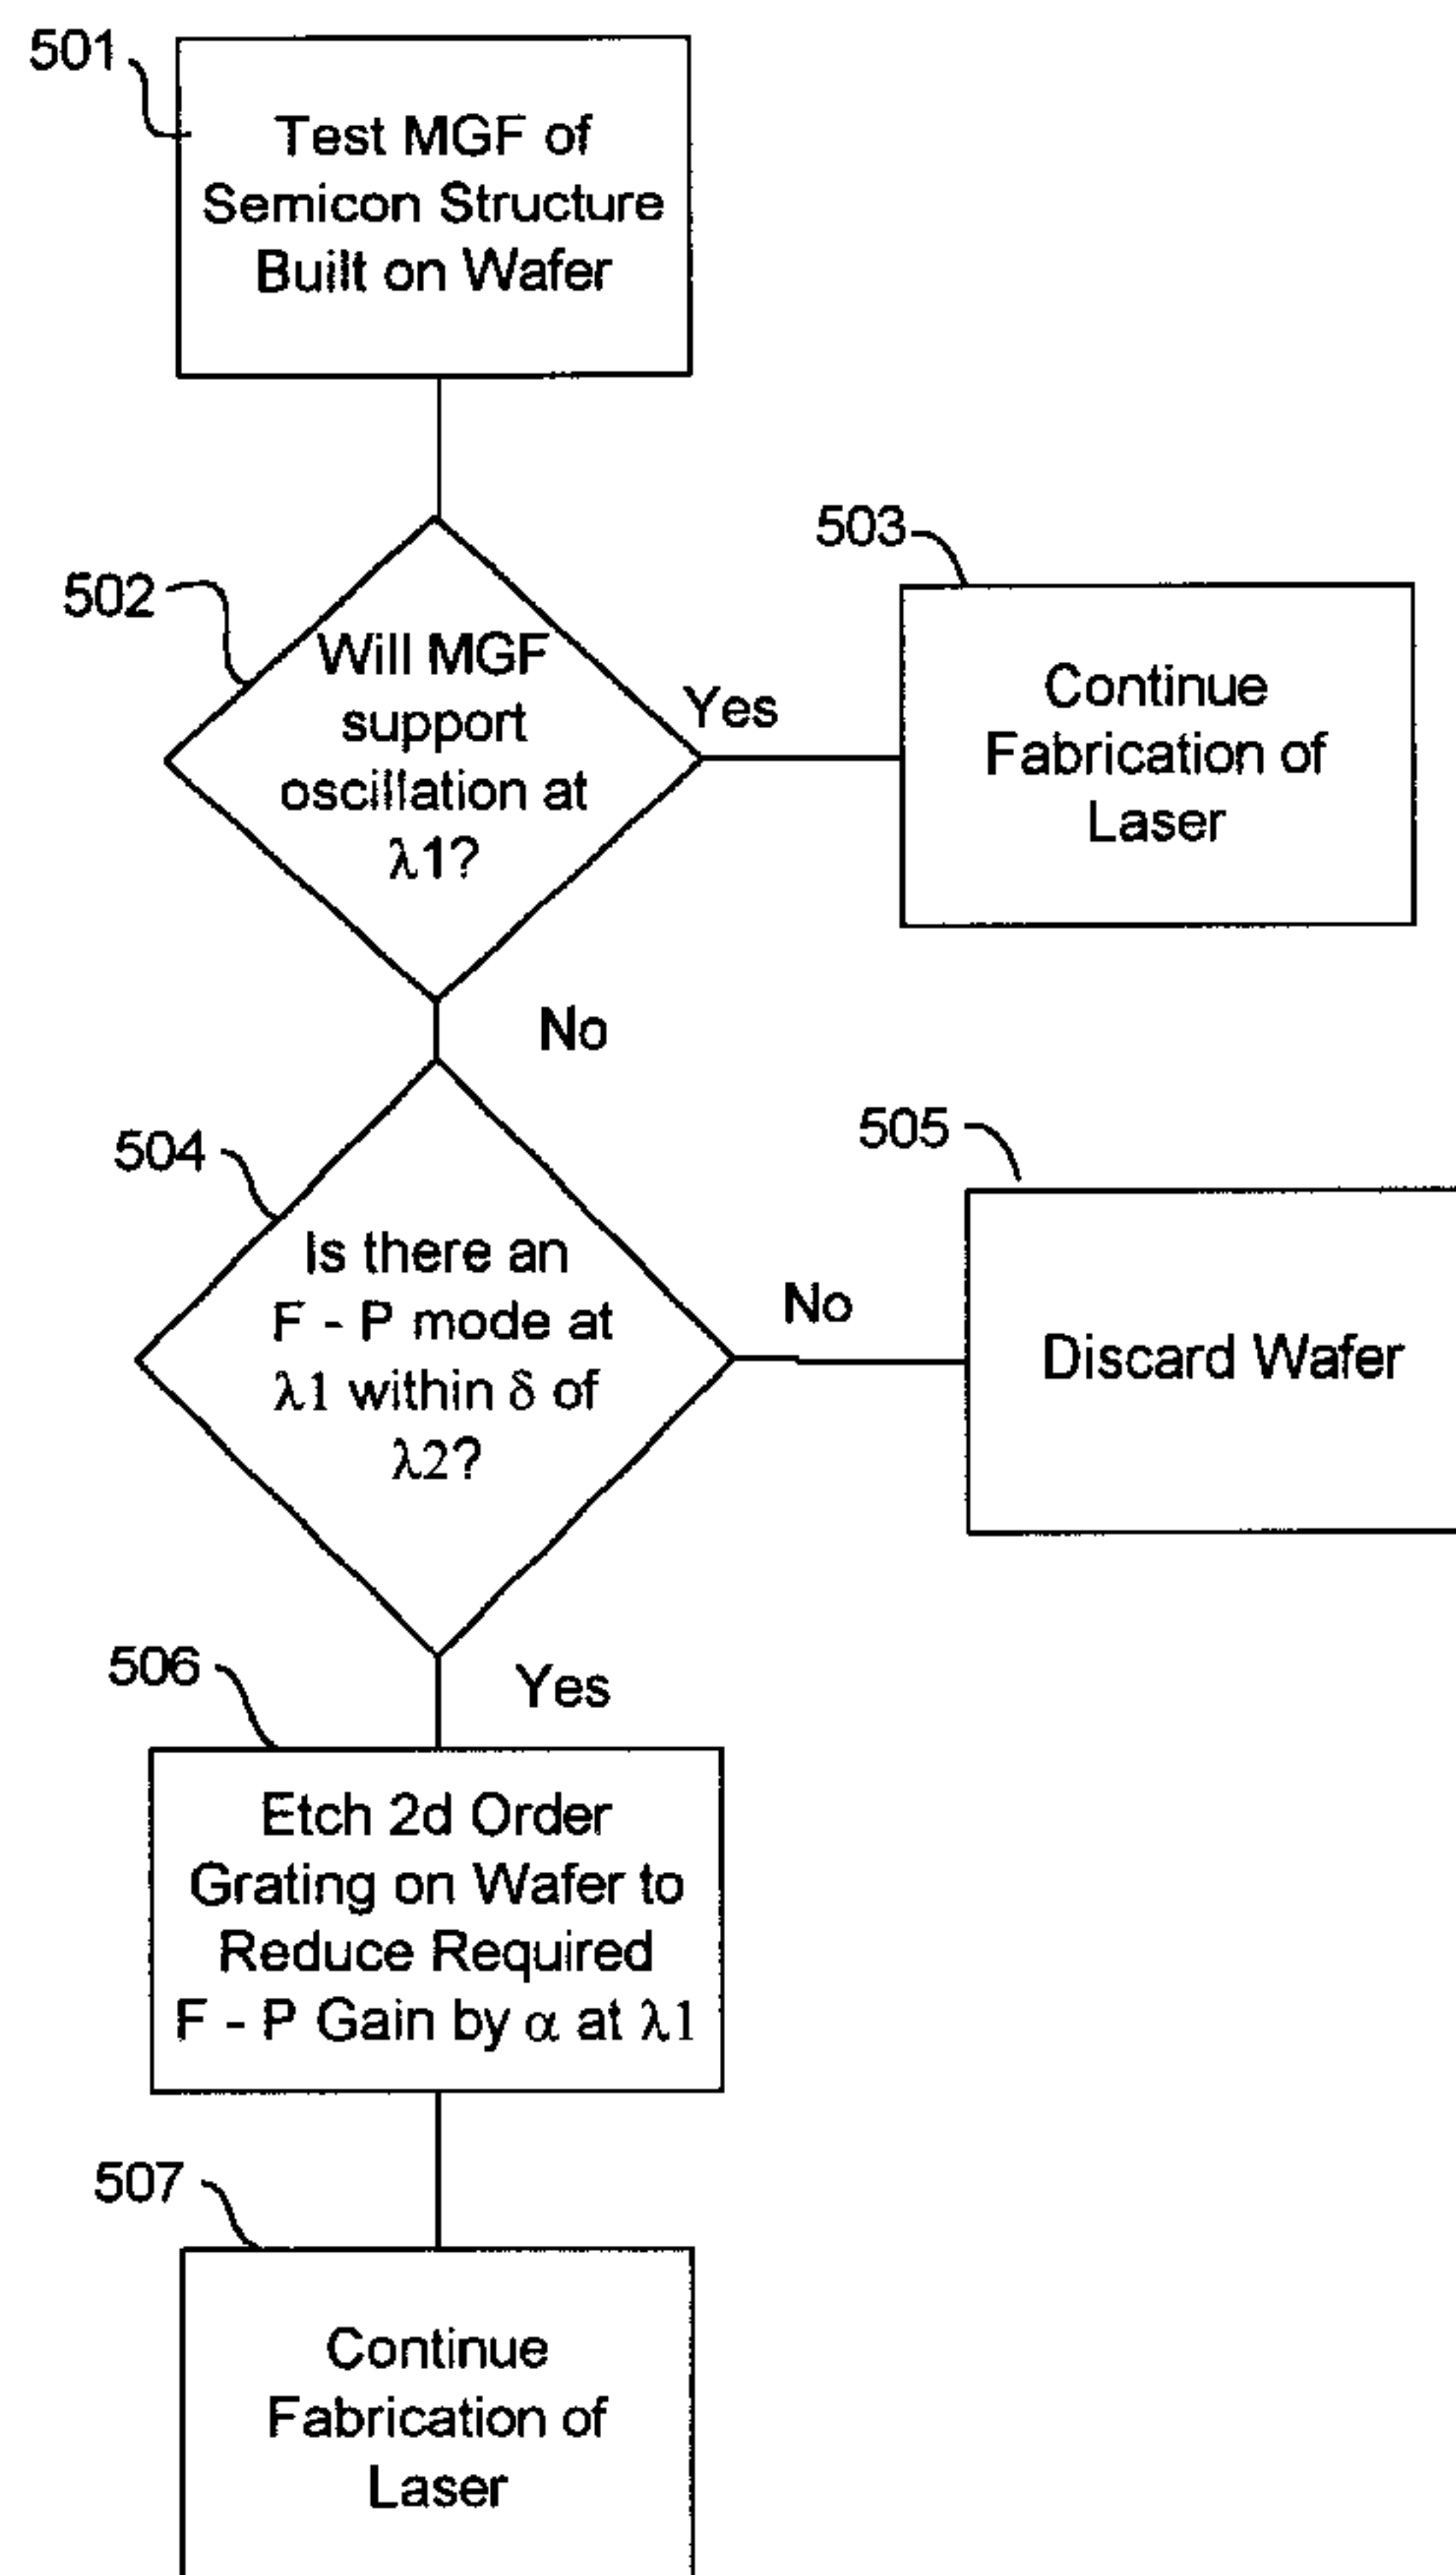 501
Test MGF of
Semicon Structure
Built on Wafer
502
Will MGF
support
oscillation at
λ1?
Yes
503
Continue
Fabrication of
Laser
No
504
Is there an
F - P mode at
λ1 within δ of
λ2?
No
505
Discard Wafer
Yes
506
Etch 2d Order
Grating on Wafer to
Reduce Required
F - P Gain by α at λ1
507
Continue
Fabrication of
Laser